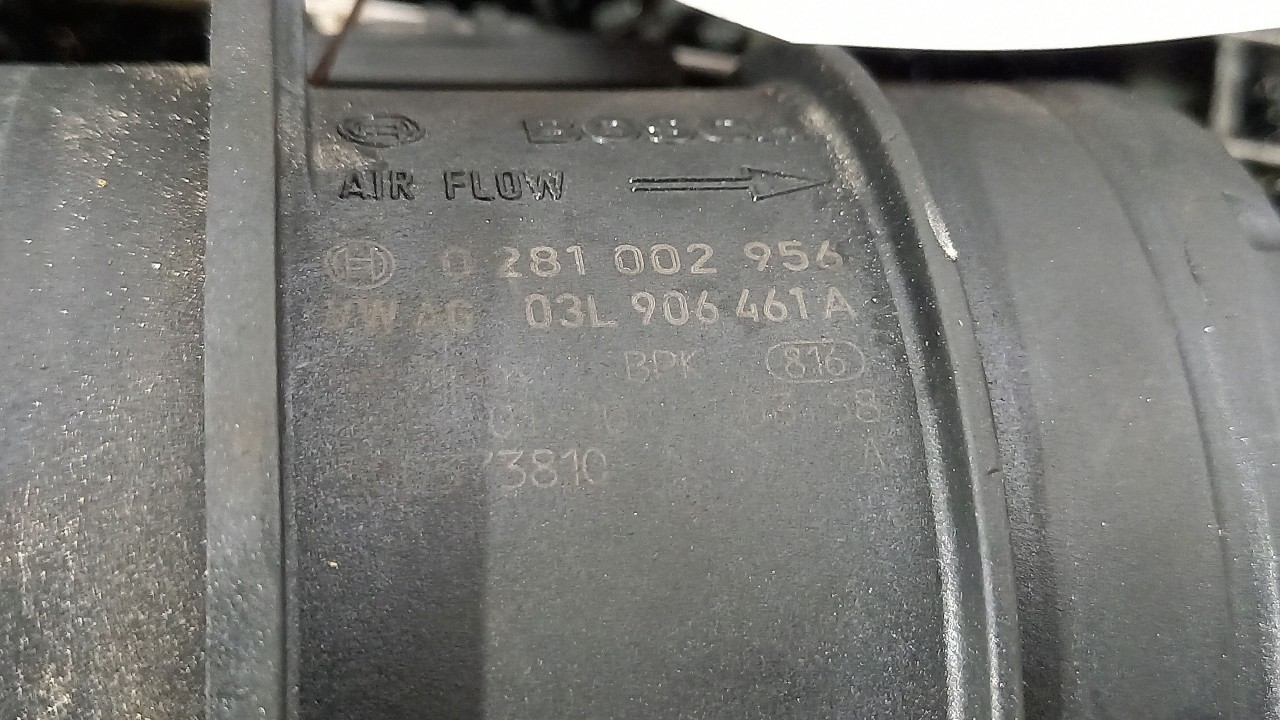 BOSCH
AIR FLOW
0 281 002 956
VW AG 03L 906 461 A
BPK 816
73810 A